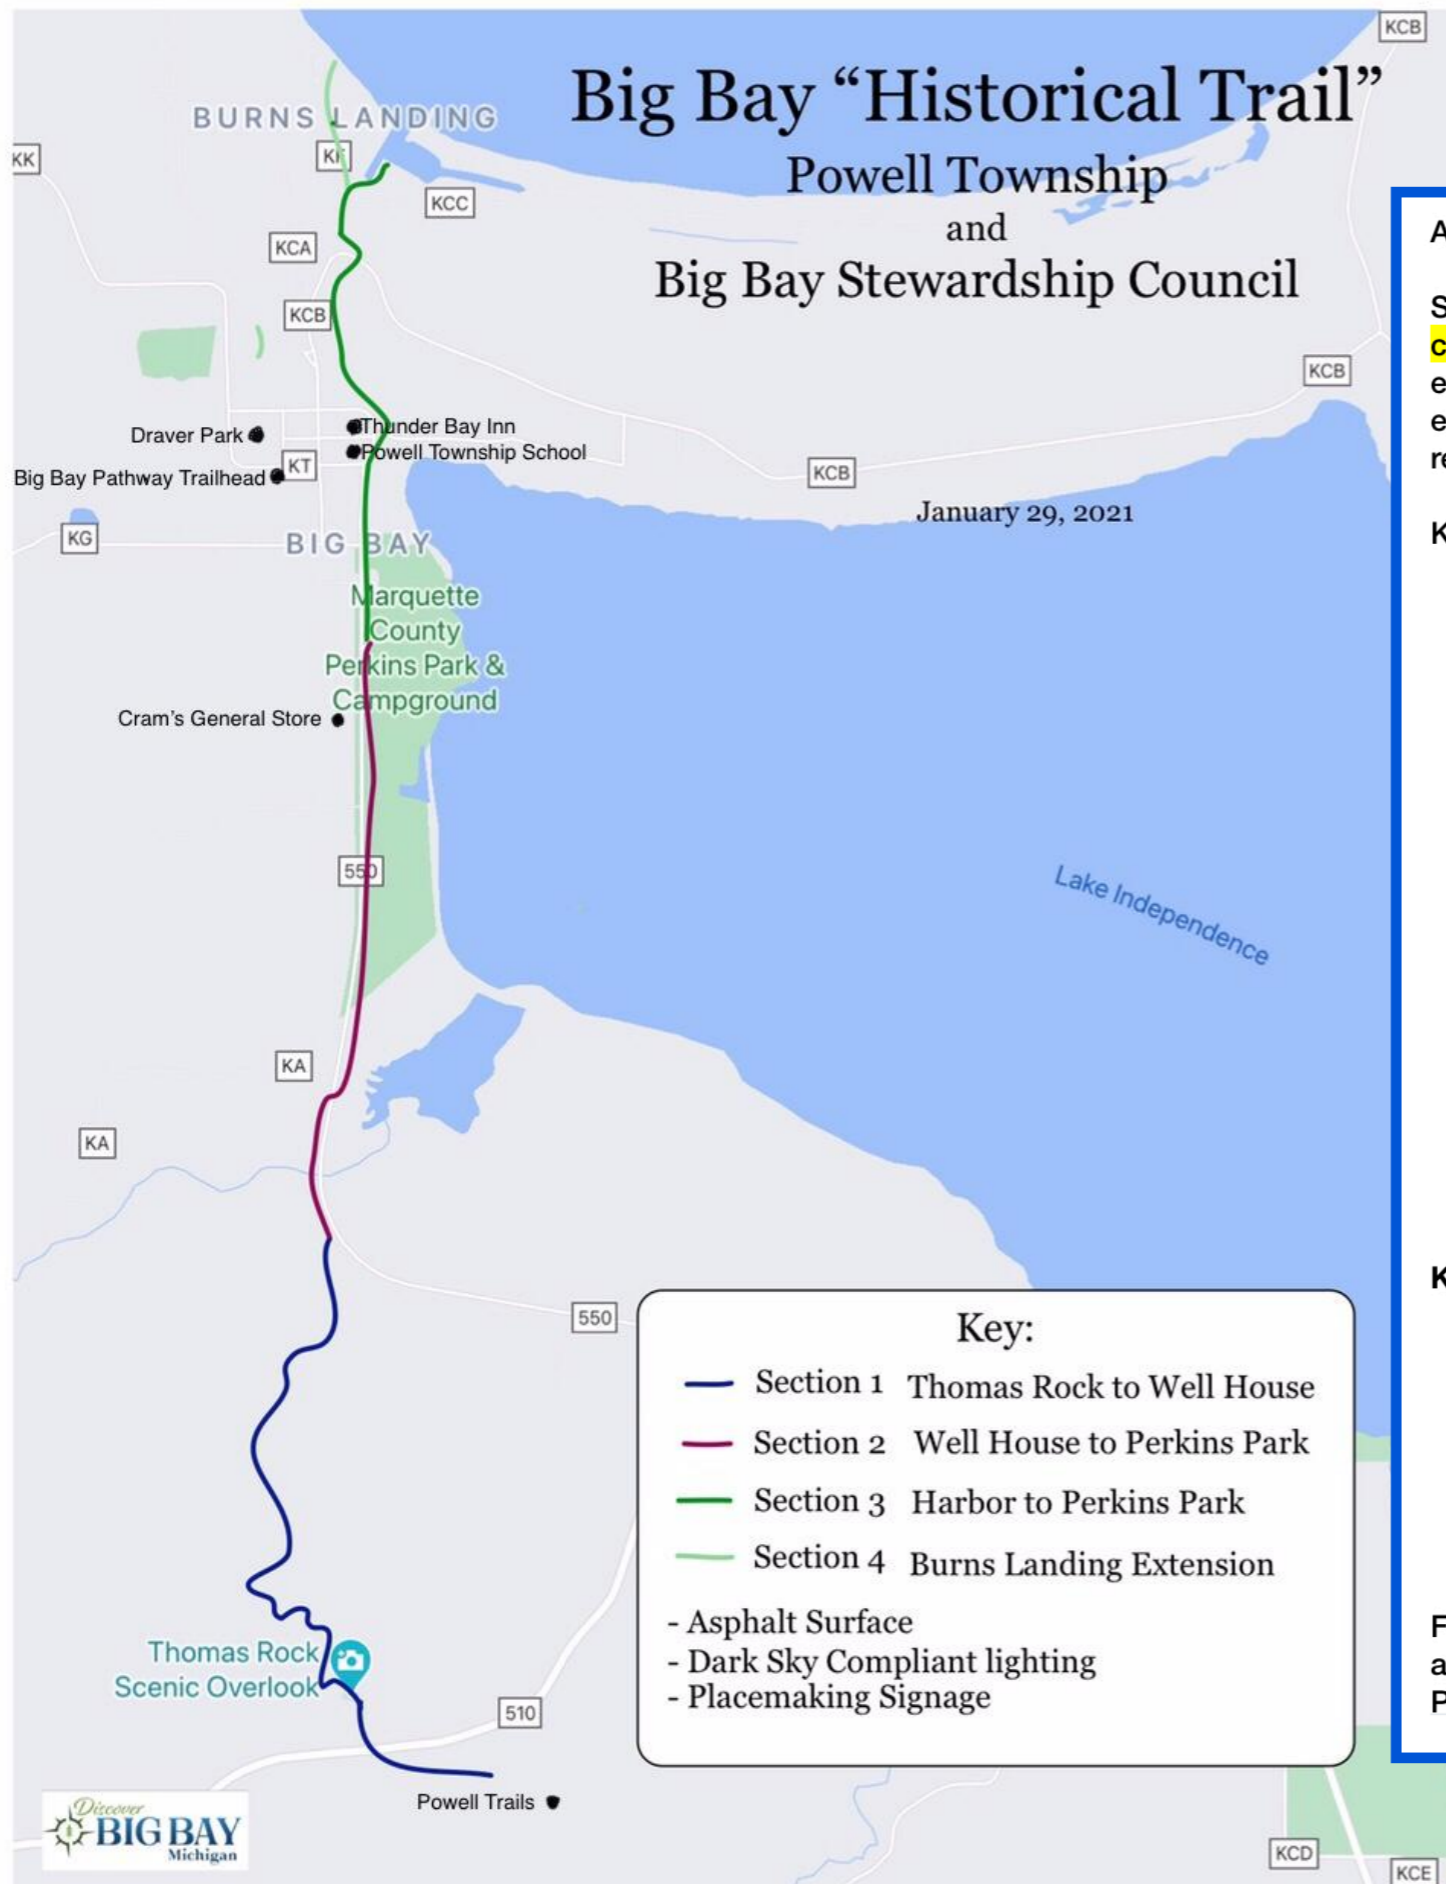 KCB
Big Bay “Historical Trail”
Powell Township
and
Big Bay Stewardship Council
BURNS LANDING
KK
KCC
KCA
KCB
KCB
Draver Park
Thunder Bay Inn
Powell Township School
KT
Big Bay Pathway Trailhead
KCB
January 29, 2021
KG
BIG BAY
Marquette
County
Perkins Park &
Campground
Cram's General Store
550
Lake Independence
KA
KA
550
Key:
Section 1 Thomas Rock to Well House
Section 2 Well House to Perkins Park
Section 3 Harbor to Perkins Park
Section 4 Burns Landing Extension
- Asphalt Surface
- Dark Sky Compliant lighting
- Placemaking Signage
Thomas Rock
Scenic Overlook
510
Powell Trails
Discover
BIG BAY
Michigan
KCD
KCE